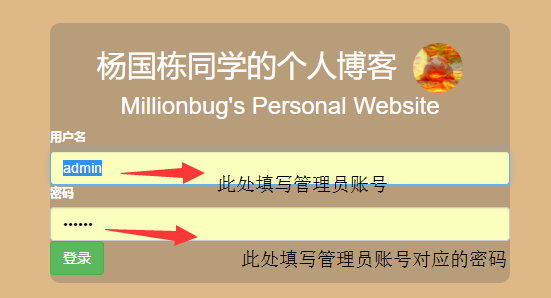 杨国栋同学的个人博客
Millionbug's Personal Website
用户名
admin
此处填写管理员账号
密码
••••••
登录
此处填写管理员账号对应的密码